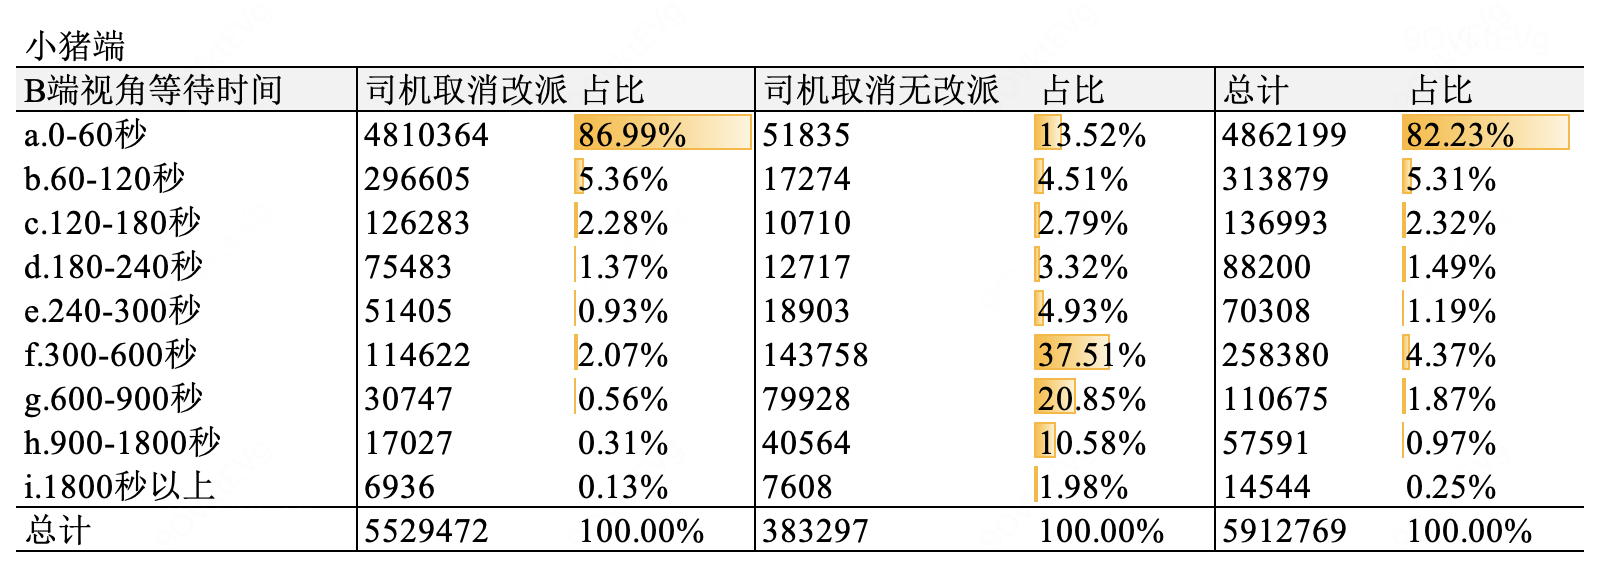 小猪端
B端视角等待时间 司机取消改派 占比 司机取消无改派 占比 总计 占比
a.0-60秒 4810364 86.99% 51835 13.52% 4862199 82.23%
b.60-120秒 296605 5.36% 17274 4.51% 313879 5.31%
c.120-180秒 126283 2.28% 10710 2.79% 136993 2.32%
d.180-240秒 75483 1.37% 12717 3.32% 88200 1.49%
e.240-300秒 51405 0.93% 18903 4.93% 70308 1.19%
f.300-600秒 114622 2.07% 143758 37.51% 258380 4.37%
g.600-900秒 30747 0.56% 79928 20.85% 110675 1.87%
h.900-1800秒 17027 0.31% 40564 10.58% 57591 0.97%
i.1800秒以上 6936 0.13% 7608 1.98% 14544 0.25%
总计 5529472 100.00% 383297 100.00% 5912769 100.00%